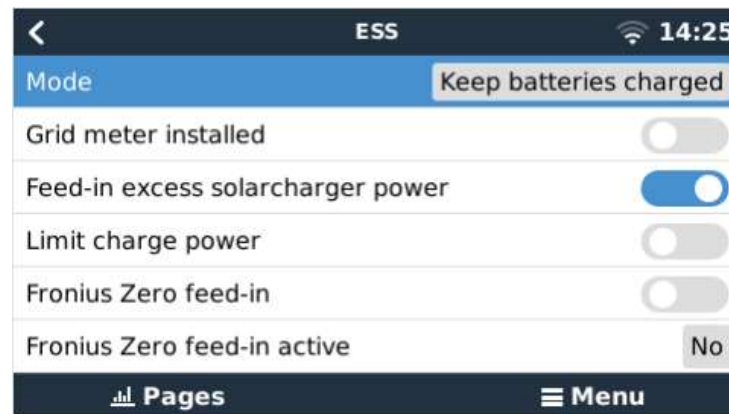 ESS 14:25
Mode Keep batteries charged
Grid meter installed
Feed-in excess solarcharger power
Limit charge power
Fronius Zero feed-in
Fronius Zero feed-in active No
Pages Menu